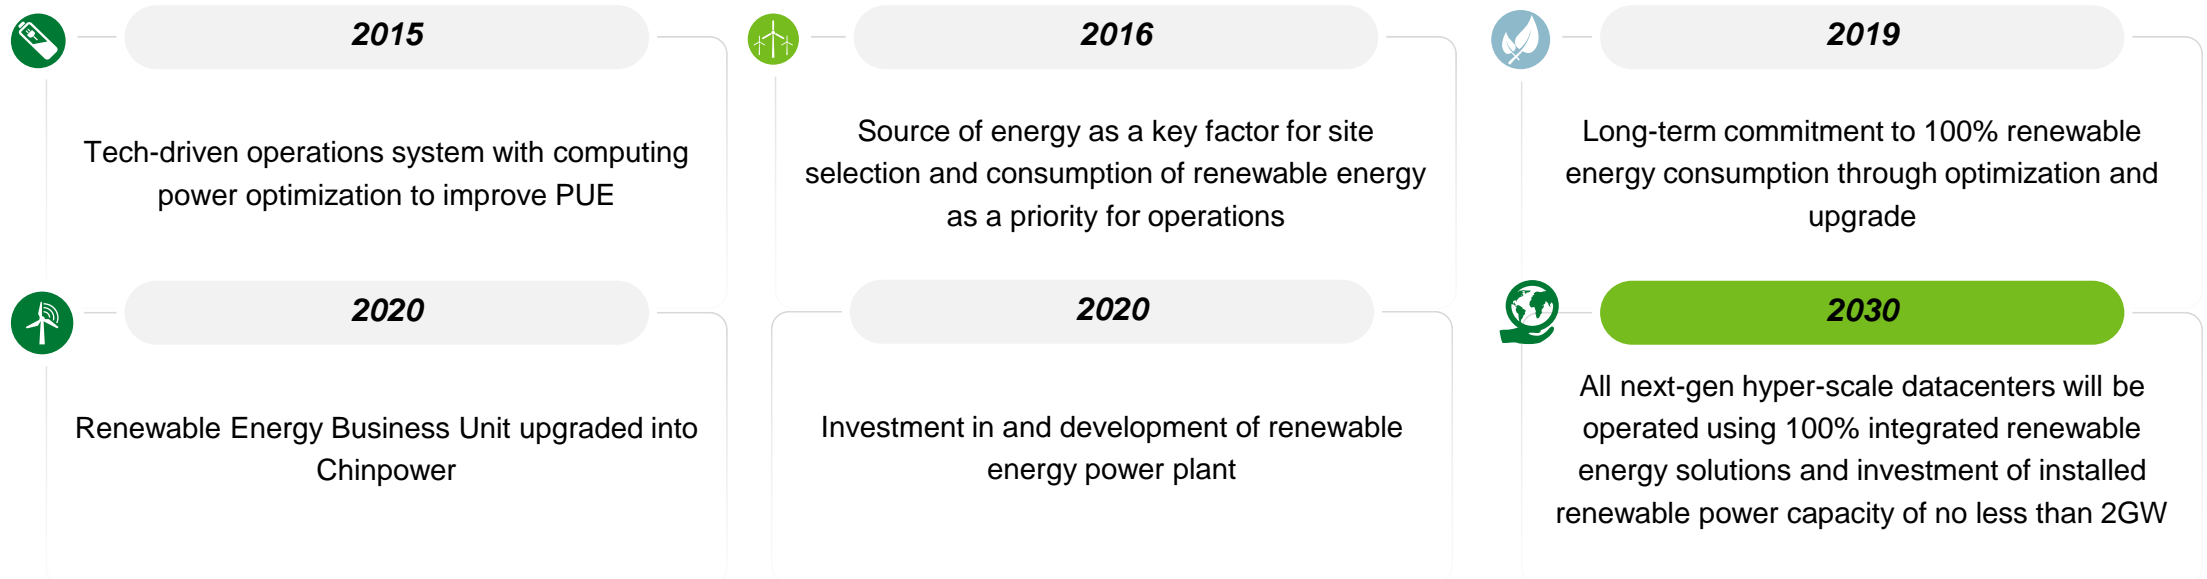 2015
Tech-driven operations system with computing
power optimization to improve PUE
2016
Source of energy as a key factor for site
selection and consumption of renewable energy
as a priority for operations
2019
Long-term commitment to 100% renewable
energy consumption through optimization and
upgrade
2020
Renewable Energy Business Unit upgraded into
Chinpower
2020
Investment in and development of renewable
energy power plant
2030
All next-gen hyper-scale datacenters will be
operated using 100% integrated renewable
energy solutions and investment of installed
renewable power capacity of no less than 2GW